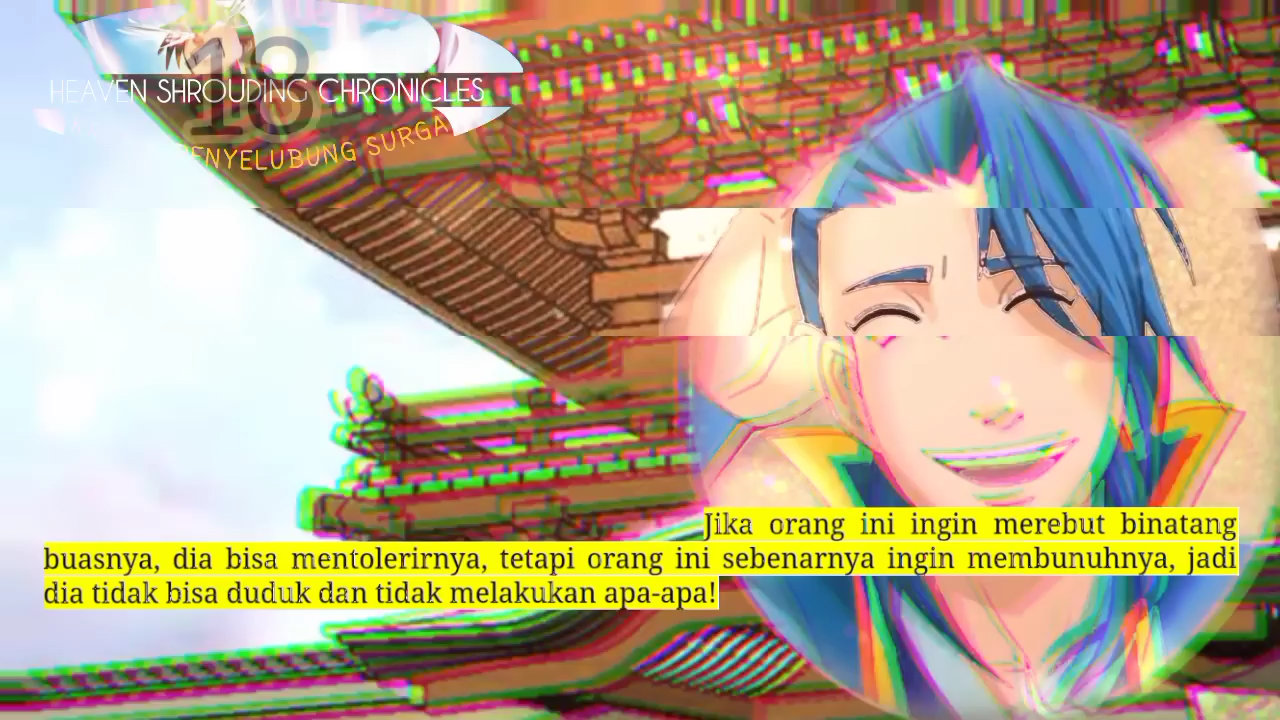 18
HEAVEN SHROUDING CHRONICLES
ENYELUBUNG SURGA
Jika orang ini ingin merebut binatang
buasnya, dia bisa mentolerirnya, tetapi orang ini sebenarnya ingin membunuhnya, jadi
dia tidak bisa duduk dan tidak melakukan apa-apa!